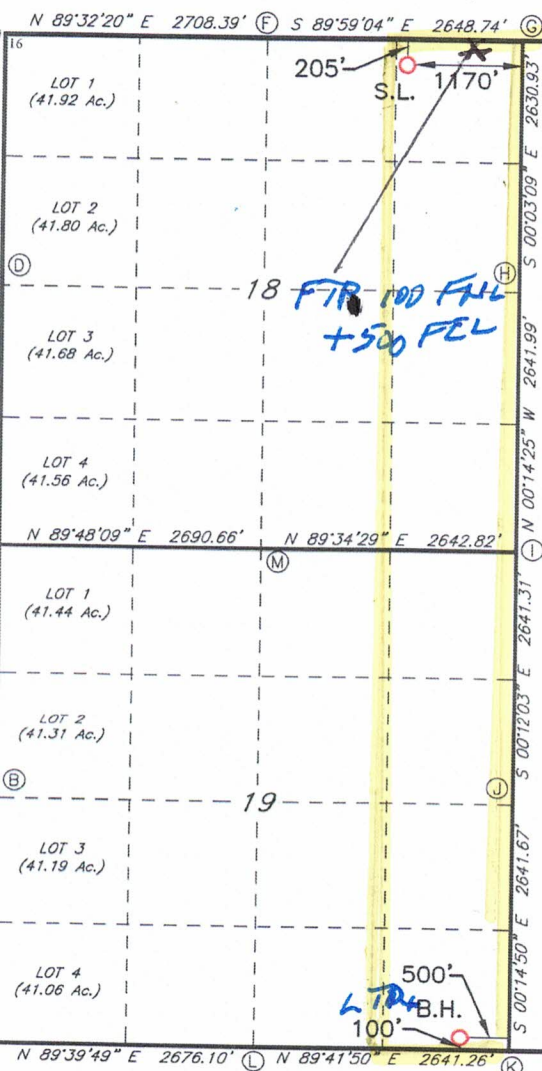 N 89°32'20" E 2708.39' F S 89°59'04" E 2648.74' G
16
205'
1170'
S.L.
LOT 1
(41.92 Ac.)
S 00°03'09" E 2630.93'
LOT 2
(41.80 Ac.)
D
H
18
FTP 100 FNL
+500 FEL
LOT 3
(41.68 Ac.)
N 00°14'25" W 2641.99'
LOT 4
(41.56 Ac.)
N 89°48'09" E 2690.66' N 89°34'29" E 2642.82'
I
M
LOT 1
(41.44 Ac.)
S 00°12'03" E 2641.31'
LOT 2
(41.31 Ac.)
B
J
19
LOT 3
(41.19 Ac.)
S 00°14'50" E 2641.67'
LOT 4
(41.06 Ac.)
500'
B.H.
100'
N 89°39'49" E 2676.10' L N 89°41'50" E 2641.26' K